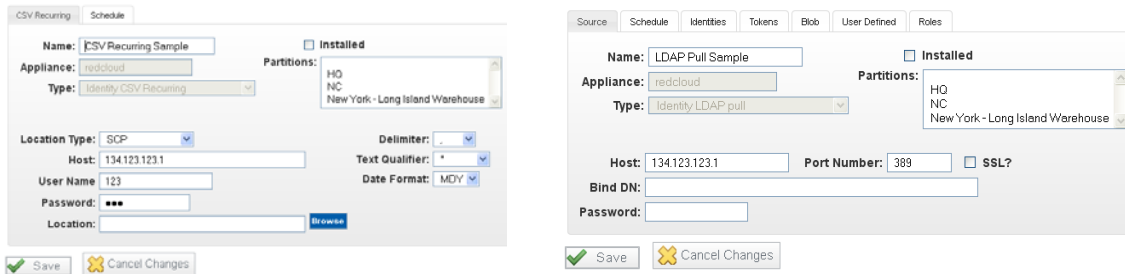 CSV Recurring Schedule
Name: CSV Recurring Sample
Installed
Appliance: redcloud
Partitions:
HQ
NC
New York - Long Island Warehouse
Type: Identity CSV Recurring
Location Type: SCP
Delimiter: ,
Host: 134.123.123.1
Text Qualifier: "
User Name 123
Date Format: MDY
Password: •••
Location:
Browse
Save
Cancel Changes
Source Schedule Identities Tokens Blob User Defined Roles
Name: LDAP Pull Sample
Installed
Appliance: redcloud
Partitions:
HQ
NC
New York - Long Island Warehouse
Type: Identity LDAP pull
Host: 134.123.123.1
Port Number: 389
SSL?
Bind DN:
Password:
Save
Cancel Changes